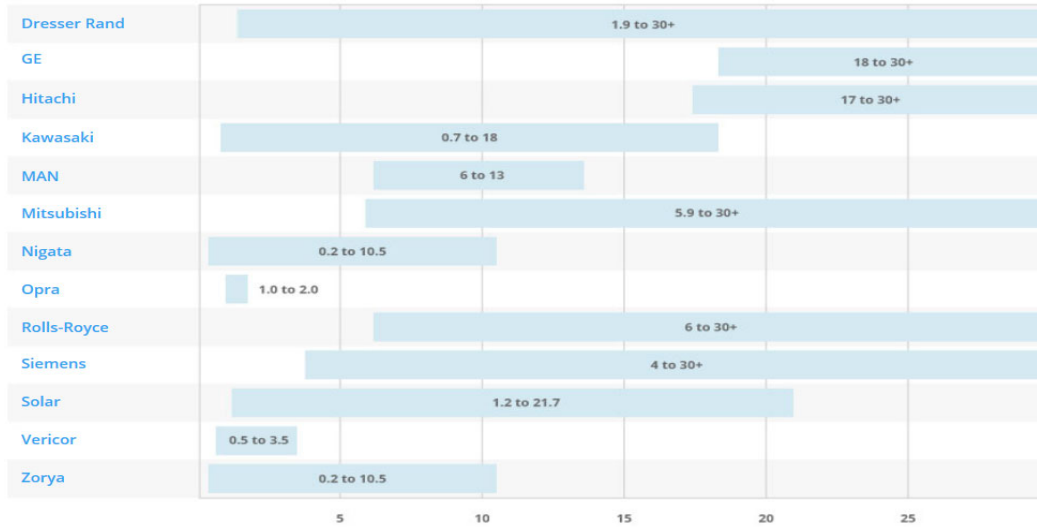 Dresser Rand 1.9 to 30+
GE 18 to 30+
Hitachi 17 to 30+
Kawasaki 0.7 to 18
MAN 6 to 13
Mitsubishi 5.9 to 30+
Nigata 0.2 to 10.5
Opra 1.0 to 2.0
Rolls-Royce 6 to 30+
Siemens 4 to 30+
Solar 1.2 to 21.7
Vericor 0.5 to 3.5
Zorya 0.2 to 10.5
5 10 15 20 25